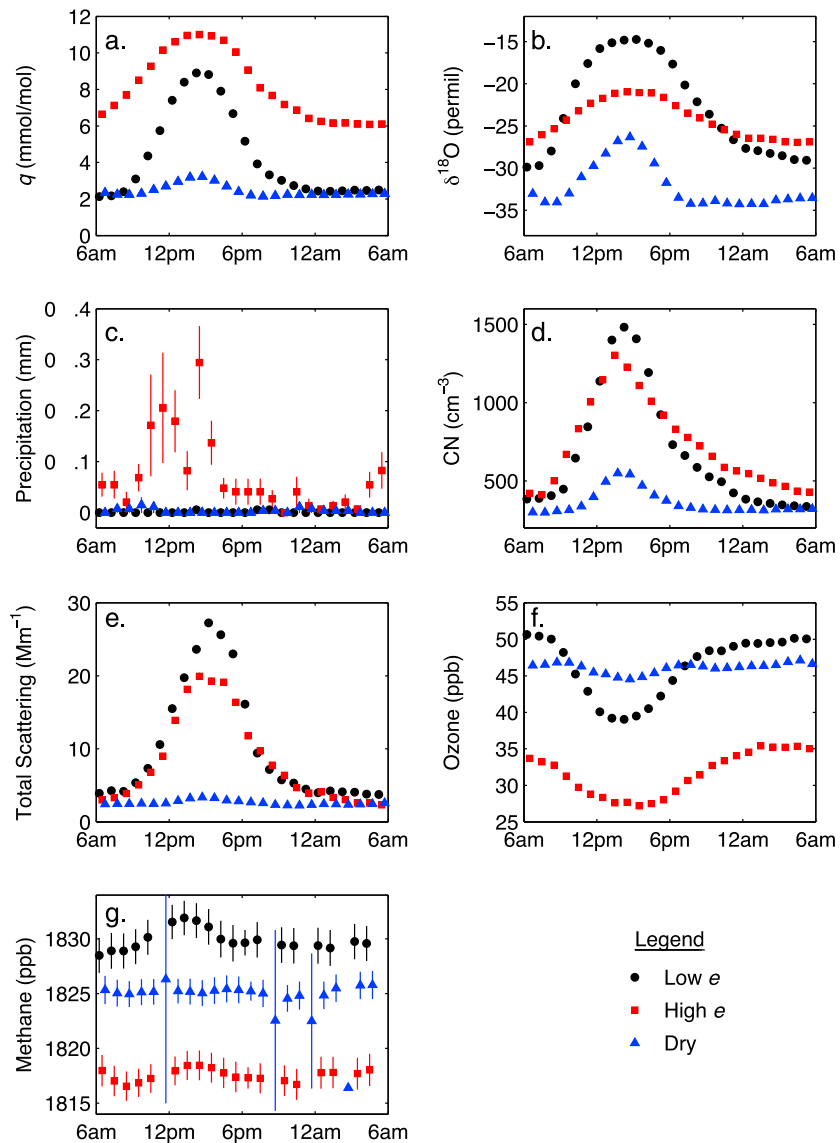 a.
q (mmol/mol)
12
10
8
6
4
2
0
6am 12pm 6pm 12am 6am
b.
δ18O (permil)
−15
−20
−25
−30
−35
6am 12pm 6pm 12am 6am
c.
Precipitation (mm)
0 .4
0 .3
0 .2
0 .1
0
6am 12pm 6pm 12am 6am
d.
CN (cm−3)
1500
1000
500
6am 12pm 6pm 12am 6am
e.
Total Scattering (Mm−1)
30
20
10
0
6am 12pm 6pm 12am 6am
f.
Ozone (ppb)
55
50
45
40
35
30
25
6am 12pm 6pm 12am 6am
g.
Methane (ppb)
1830
1825
1820
1815
6am 12pm 6pm 12am 6am
Legend
Low e
High e
Dry